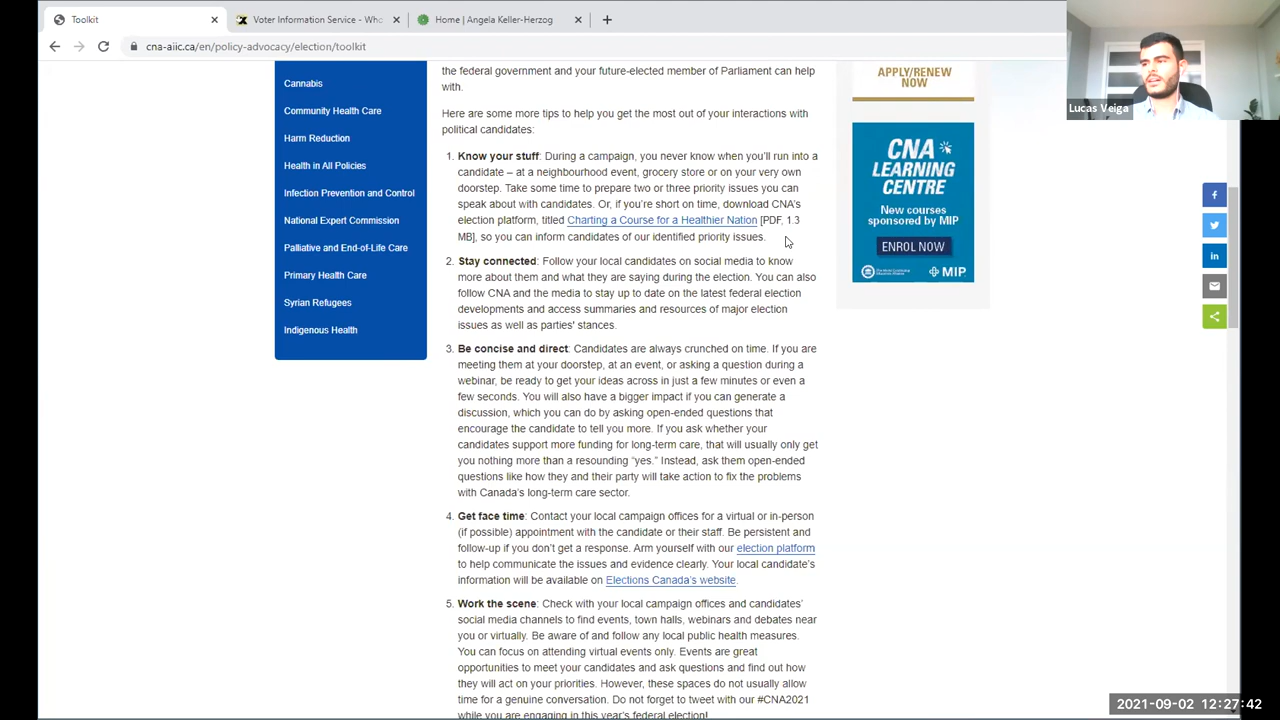 Toolkit
Voter Information Service - Who
Home | Angela Keller-Herzog
cna-aiic.ca/en/policy-advocacy/election/toolkit
Lucas Veiga
Cannabis
Community Health Care
Harm Reduction
Health in All Policies
Infection Prevention and Control
National Expert Commission
Palliative and End-of-Life Care
Primary Health Care
Syrian Refugees
Indigenous Health
the federal government and your future-elected member of Parliament can help
with.
Here are some more tips to help you get the most out of your interactions with
political candidates:
1. Know your stuff: During a campaign, you never know when you'll run into a
candidate – at a neighbourhood event, grocery store or on your very own
doorstep. Take some time to prepare two or three priority issues you can
speak about with candidates. Or, if you're short on time, download CNA's
election platform, titled Charting a Course for a Healthier Nation [PDF, 1.3
MB], so you can inform candidates of our identified priority issues.
2. Stay connected: Follow your local candidates on social media to know
more about them and what they are saying during the election. You can also
follow CNA and the media to stay up to date on the latest federal election
developments and access summaries and resources of major election
issues as well as parties' stances.
3. Be concise and direct: Candidates are always crunched on time. If you are
meeting them at your doorstep, at an event, or asking a question during a
webinar, be ready to get your ideas across in just a few minutes or even a
few seconds. You will also have a bigger impact if you can generate a
discussion, which you can do by asking open-ended questions that
encourage the candidate to tell you more. If you ask whether your
candidates support more funding for long-term care, that will usually only get
you nothing more than a resounding “yes.” Instead, ask them open-ended
questions like how they and their party will take action to fix the problems
with Canada's long-term care sector.
4. Get face time: Contact your local campaign offices for a virtual or in-person
(if possible) appointment with the candidate or their staff. Be persistent and
follow-up if you don't get a response. Arm yourself with our election platform
to help communicate the issues and evidence clearly. Your local candidate's
information will be available on Elections Canada's website.
5. Work the scene: Check with your local campaign offices and candidates'
social media channels to find events, town halls, webinars and debates near
you or virtually. Be aware of and follow any local public health measures.
You can focus on attending virtual events only. Events are great
opportunities to meet your candidates and ask questions and find out how
they will act on your priorities. However, these spaces do not usually allow
time for a genuine conversation. Do not forget to tweet with our #CNA2021
while you are engaging in this year's federal election!
APPLY/RENEW
NOW
CNA
LEARNING
CENTRE
New courses
sponsored by MIP
ENROL NOW
MIP
2021-09-02 12:27:42